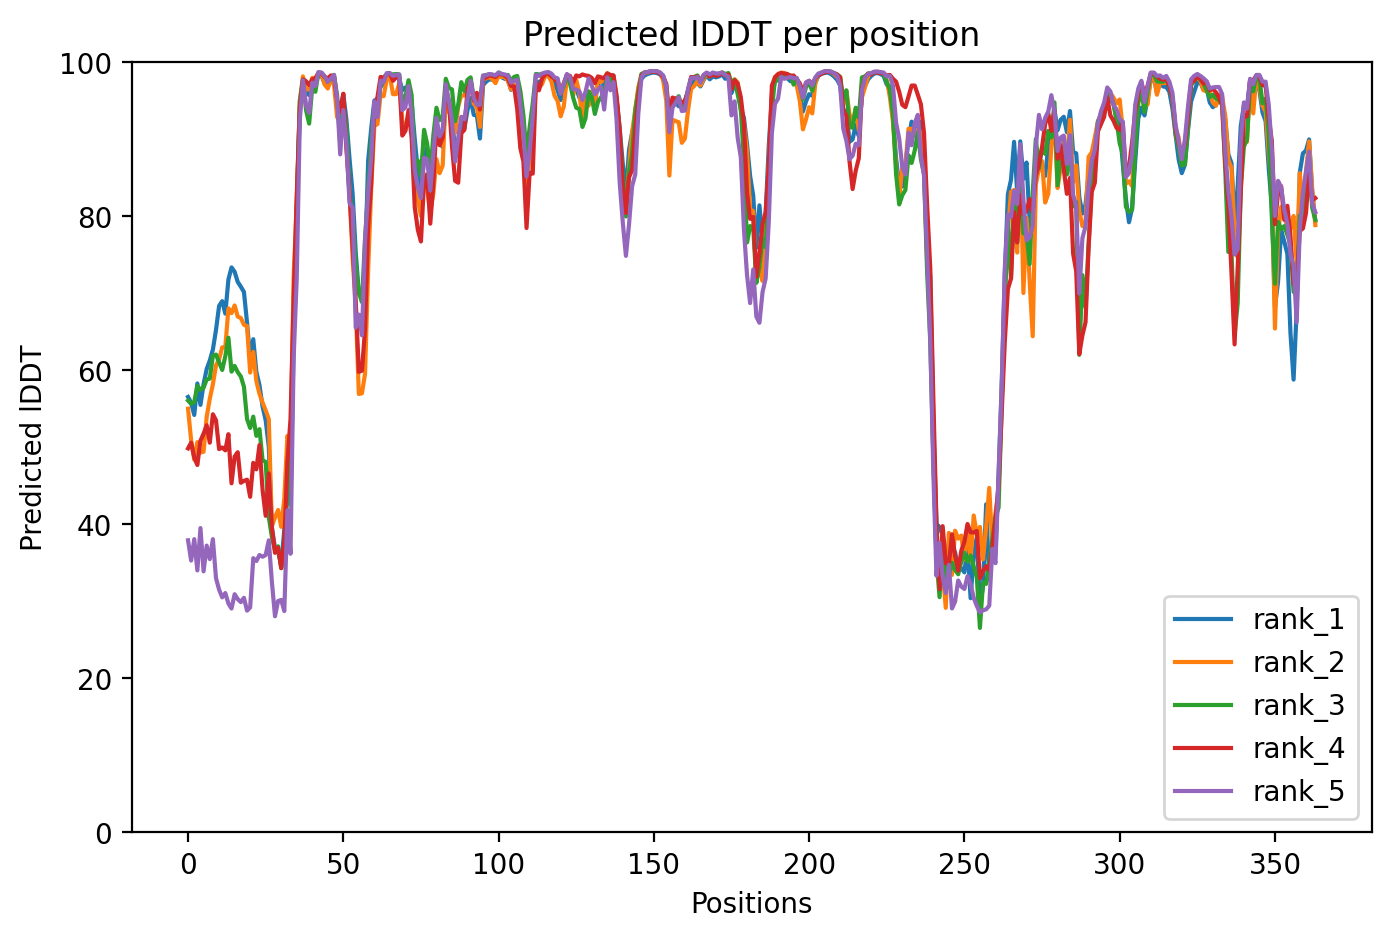 Predicted lDDT per position
Predicted lDDT
100
80
60
40
20
0
0 50 100 150 200 250 300 350
Positions
rank_1
rank_2
rank_3
rank_4
rank_5